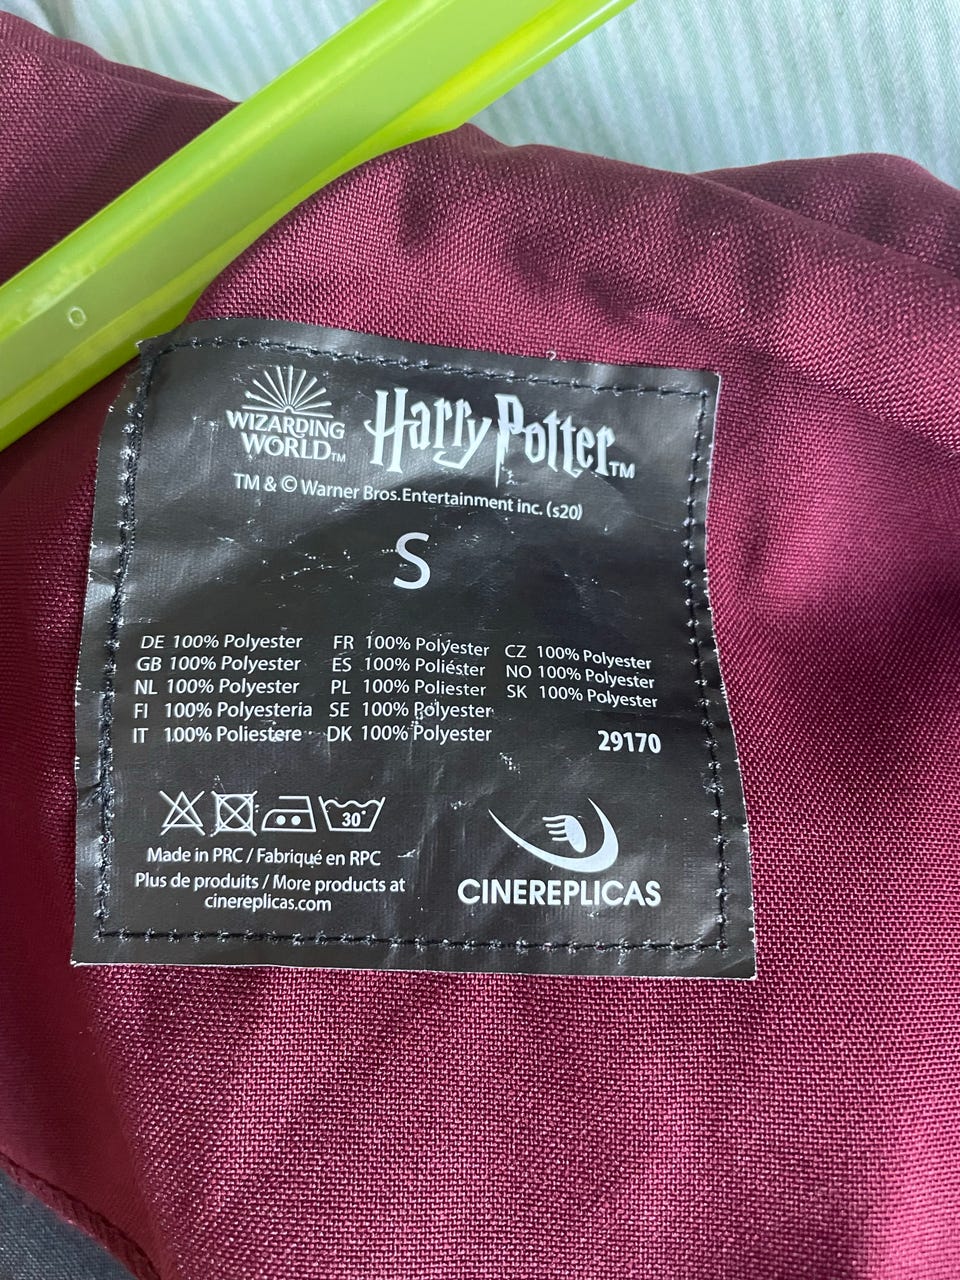 WIZARDING
WORLD™
Harry Potter™
TM & © Warner Bros.Entertainment inc. (s20)
S
DE 100% Polyester
GB 100% Polyester
NL 100% Polyester
FI 100% Polyesteria
IT 100% Poliestere
FR 100% Polyester
ES 100% Poliéster
PL 100% Poliester
SE 100% Polyester
DK 100% Polyester
CZ 100% Polyester
NO 100% Polyester
SK 100% Polyester
29170
30°
Made in PRC / Fabriqué en RPC
Plus de produits / More products at
cinereplicas.com
CINEREPLICAS